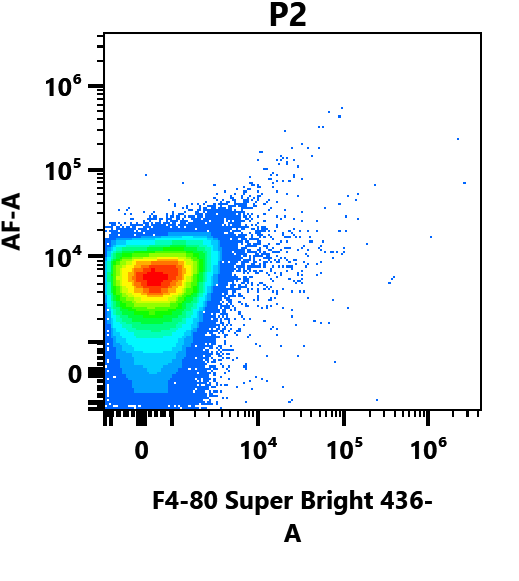 P2
10⁶
10⁵
10⁴
0
AF-A
0 10⁴ 10⁵ 10⁶
F4-80 Super Bright 436-
A